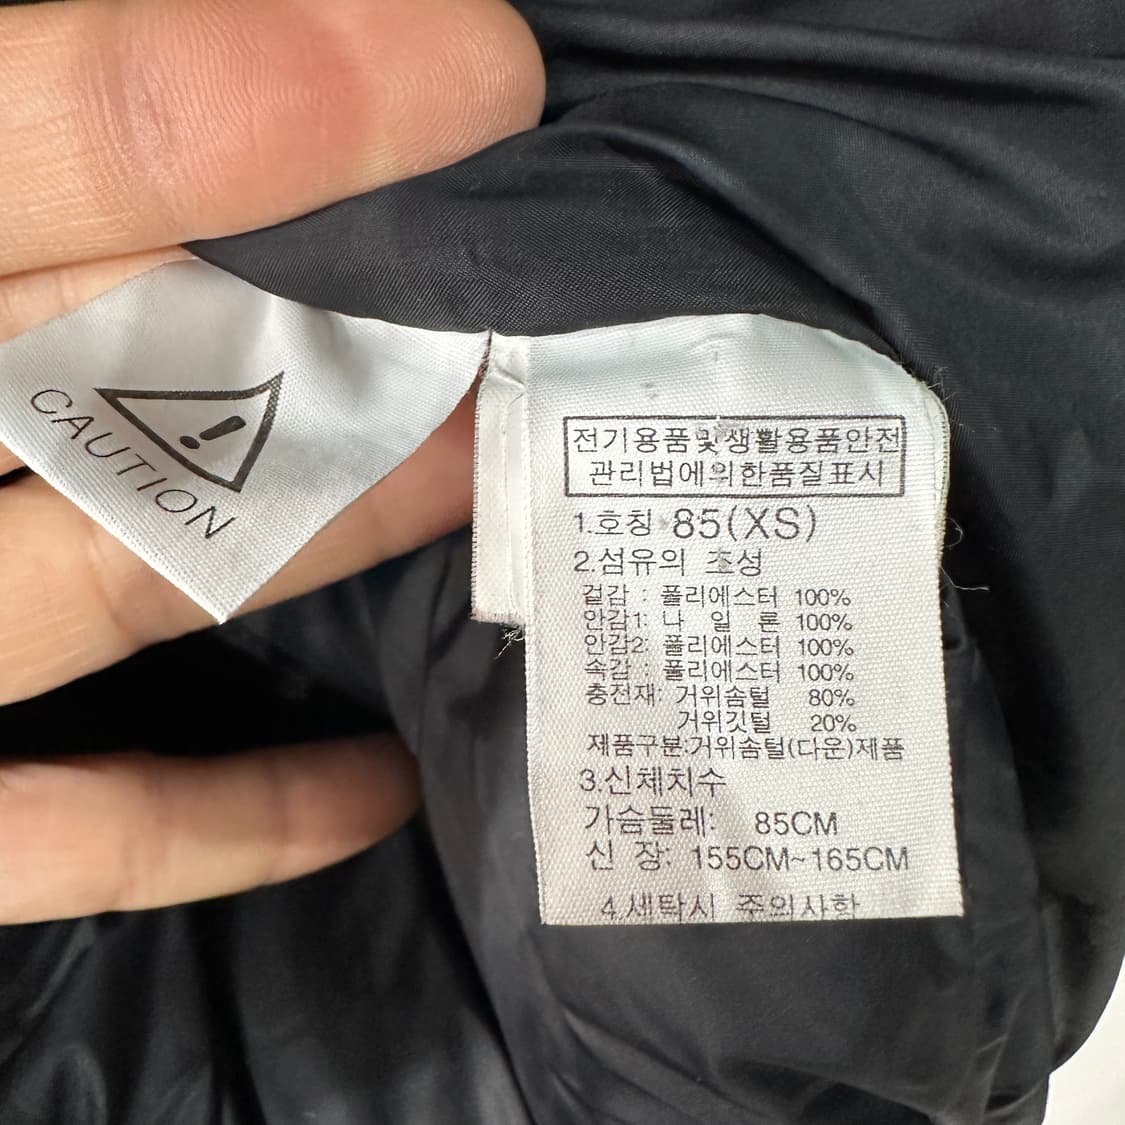 CAUTION
전기용품및생활용품안전
관리법에의한품질표시
1.호칭 85(XS)
2.섬유의 조성
겉감 : 폴리에스터 100%
안감1: 나 일 론 100%
안감2: 폴리에스터 100%
속감 : 폴리에스터 100%
충전재: 거위솜털 80%
거위깃털 20%
제품구분:거위솜털(다운)제품
3.신체치수
가슴둘레: 85CM
신 장: 155CM~165CM
4.세탁시 주의사항